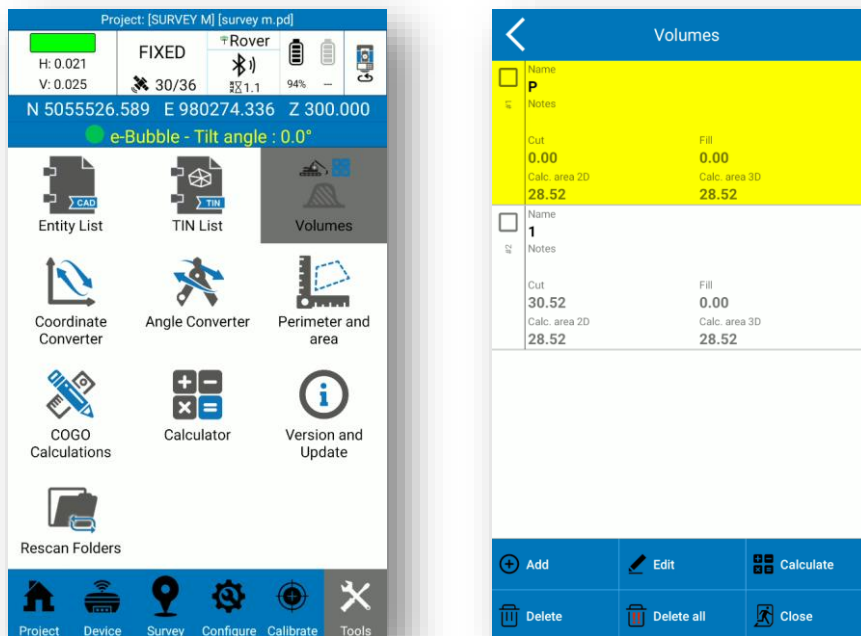 Project: [SURVEY M] [survey m.pd]
H: 0.021
V: 0.025
FIXED
30/36
Rover
1.1
94%
–
N 5055526.589 E 980274.336 Z 300.000
e-Bubble - Tilt angle : 0.0°
CAD
Entity List
TIN
TIN List
Volumes
Coordinate
Converter
Angle Converter
Perimeter and
area
COGO
Calculations
Calculator
Version and
Update
Rescan Folders
Project
Device
Survey
Configure
Calibrate
Tools
Volumes
Name
P
#1
Notes
Cut
Fill
0.00
0.00
Calc. area 2D
Calc. area 3D
28.52
28.52
Name
1
#2
Notes
Cut
Fill
30.52
0.00
Calc. area 2D
Calc. area 3D
28.52
28.52
Add
Edit
Calculate
Delete
Delete all
Close